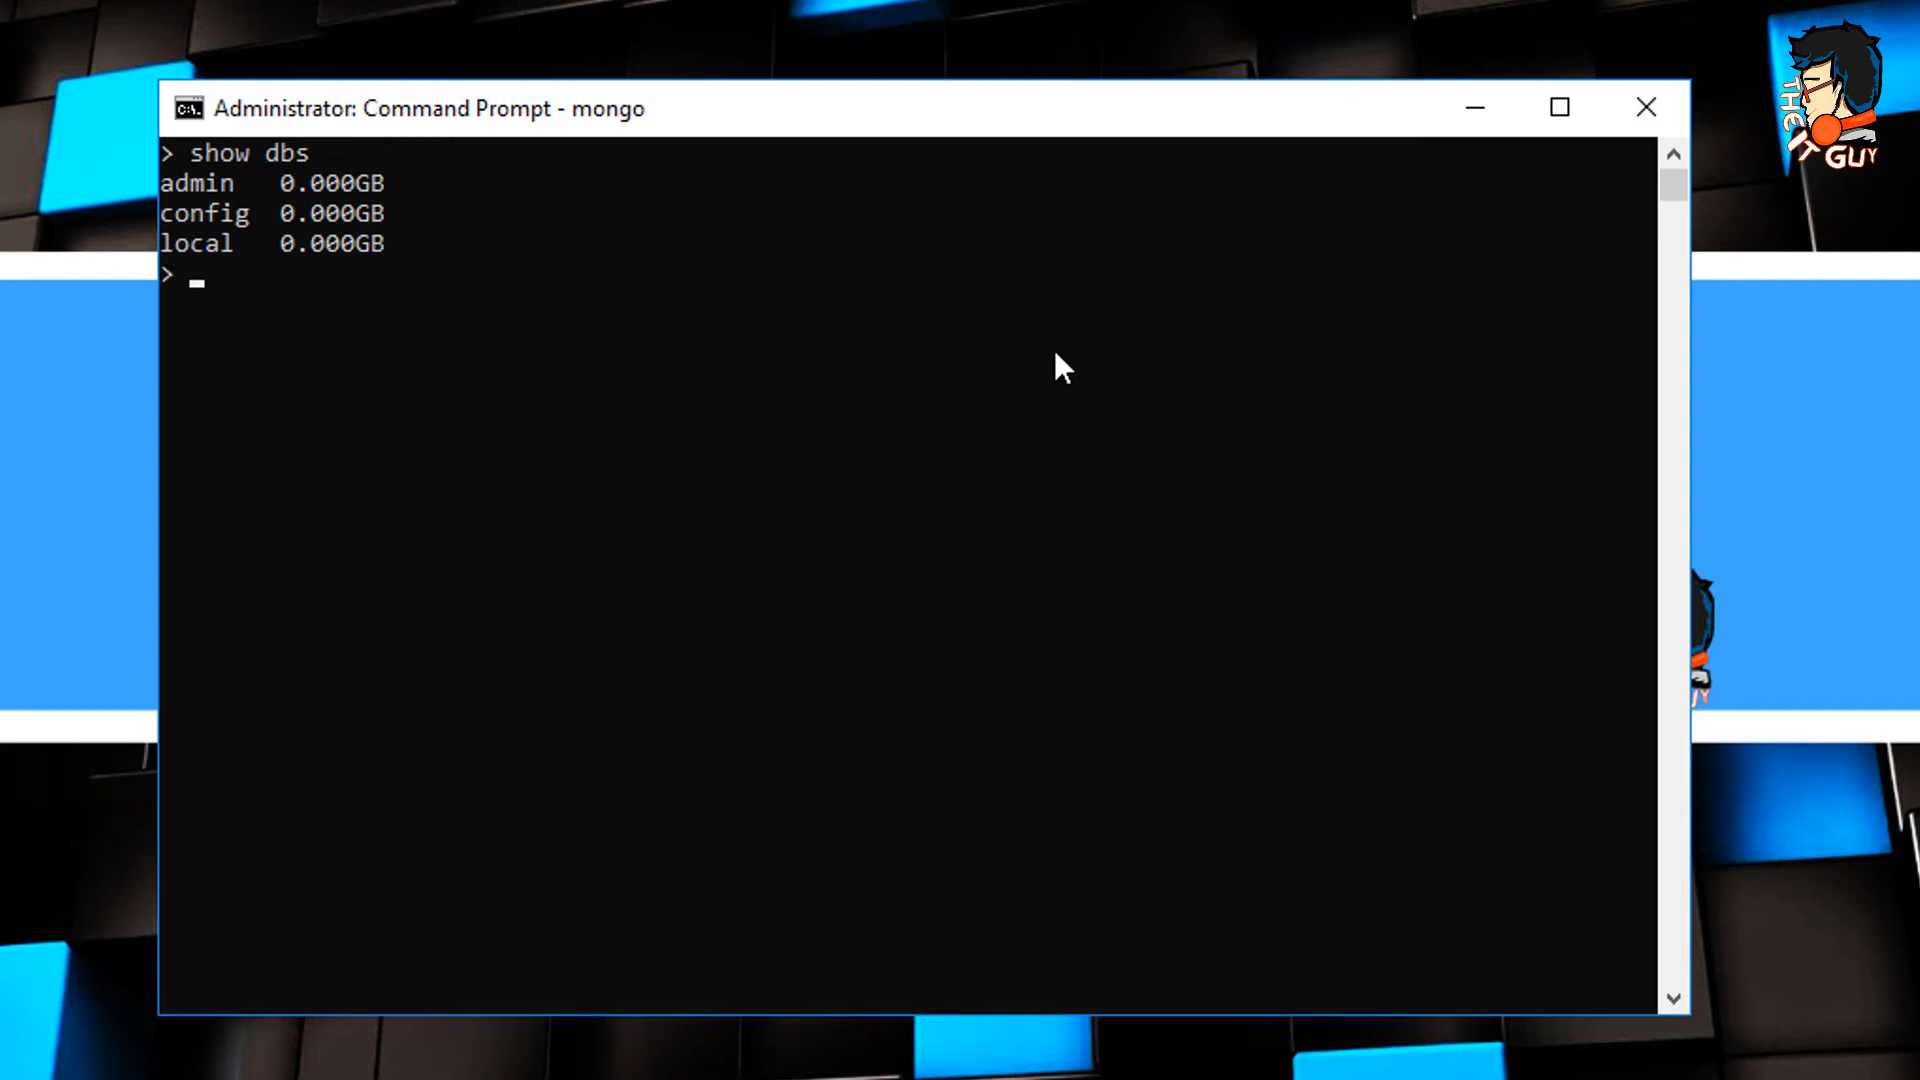 THE
IT GUY
Administrator: Command Prompt - mongo
> show dbs
admin   0.000GB
config  0.000GB
local   0.000GB
>